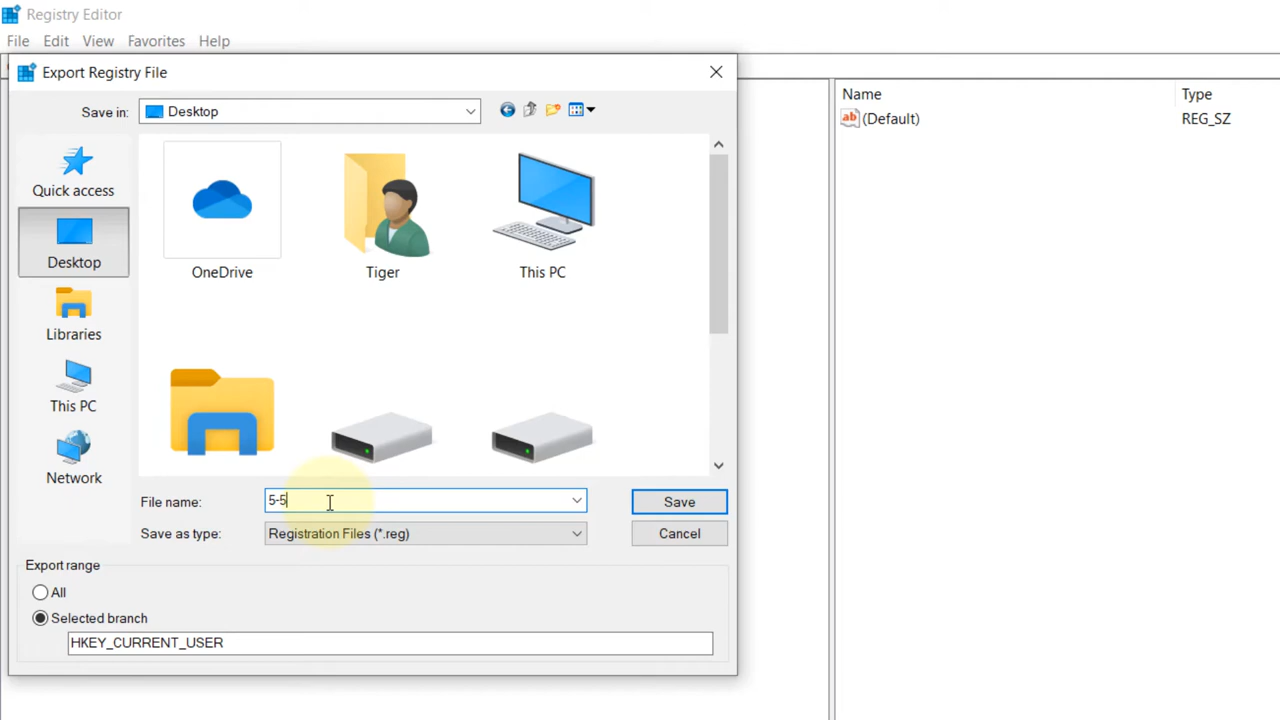 Registry Editor
File Edit View Favorites Help
Export Registry File
Save in: Desktop
Name Type
(Default) REG_SZ
Quick access
Desktop
Libraries
This PC
Network
OneDrive Tiger This PC
File name: 5-5 Save
Save as type: Registration Files (*.reg) Cancel
Export range
All
Selected branch
HKEY_CURRENT_USER